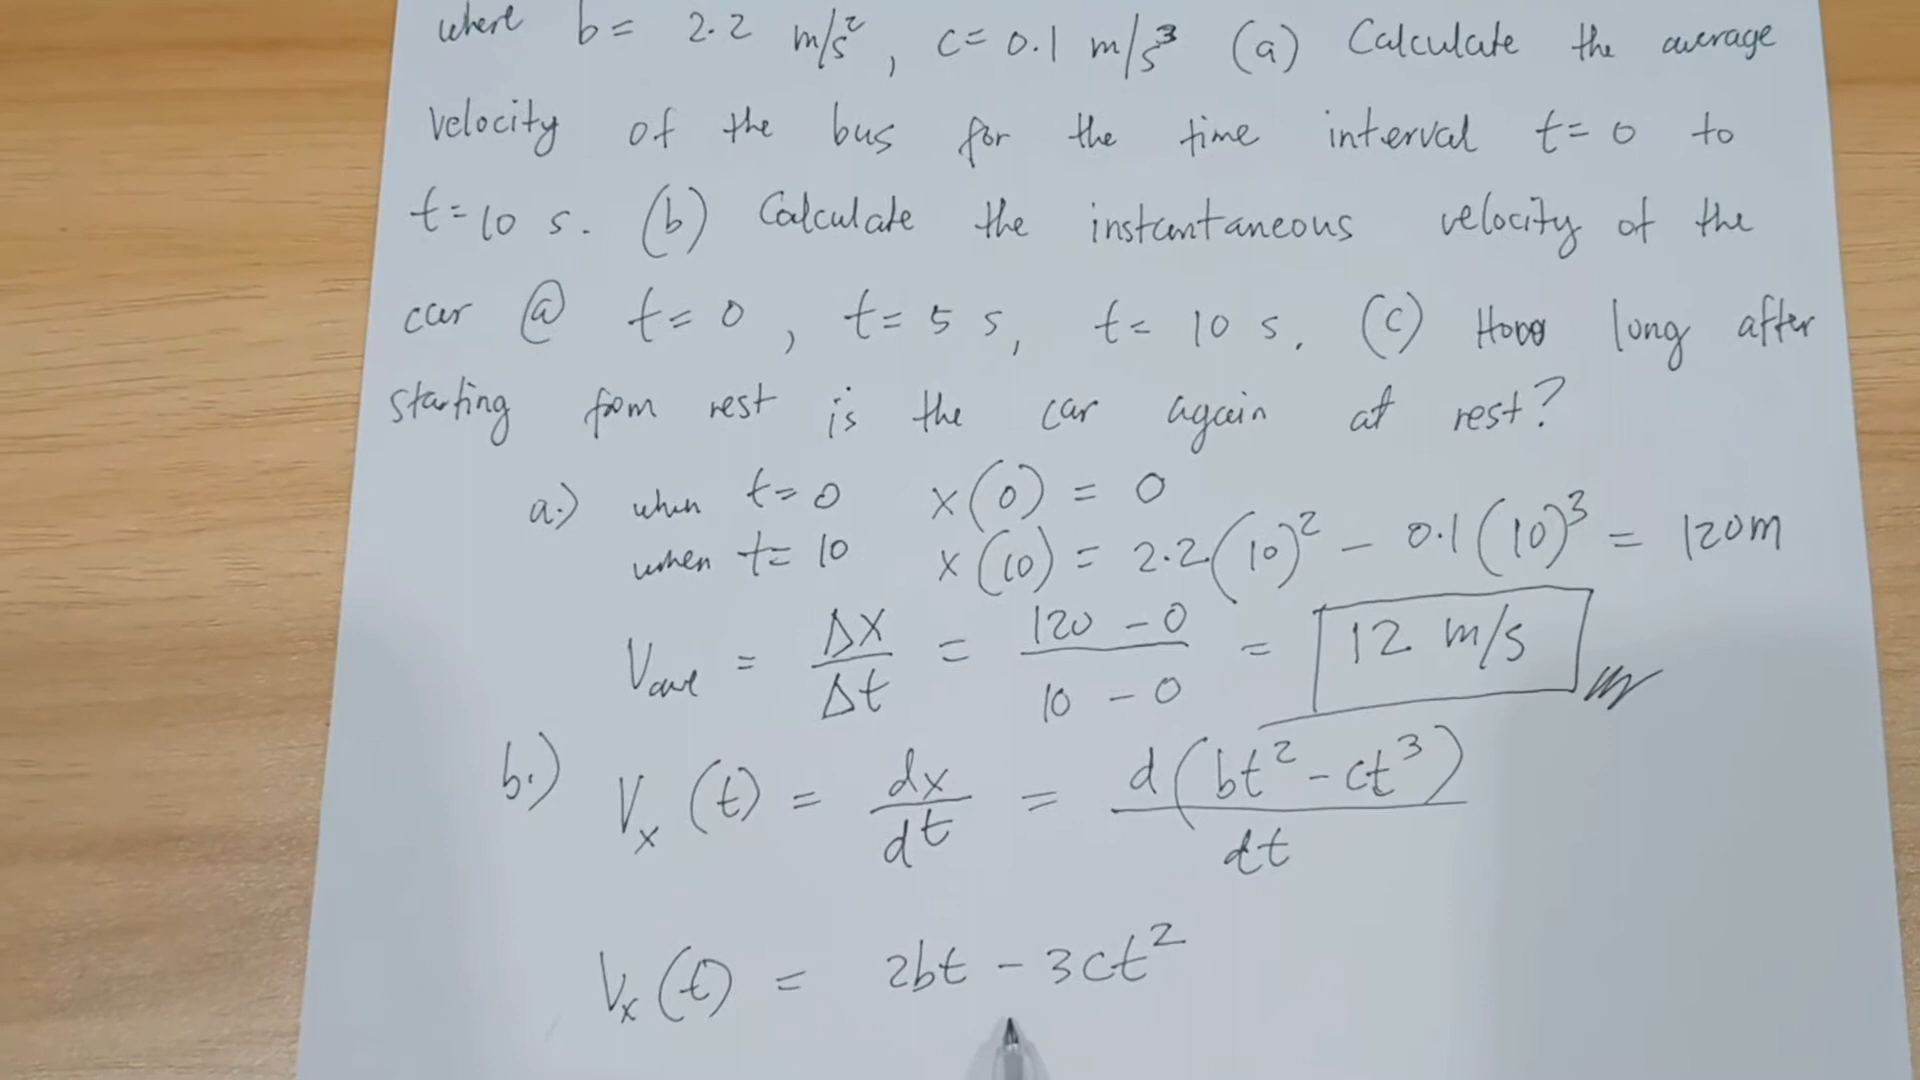 where b = 2.2 m/s², c = 0.1 m/s³ (a) Calculate the average
velocity of the bus for the time interval t = 0 to
t = 10 s. (b) Calculate the instantaneous velocity of the
car @ t = 0, t = 5 s, t = 10 s. (c) How long after
starting from rest is the car again at rest?
a.) when t = 0 x(0) = 0
when t = 10 x(10) = 2.2(10)² - 0.1(10)³ = 120m
Vave = Δx/Δt = 120 - 0/10 - 0 = 12 m/s
b.) Vx(t) = dx/dt = d(bt² - ct³)/dt
Vx(t) = 2bt - 3ct²